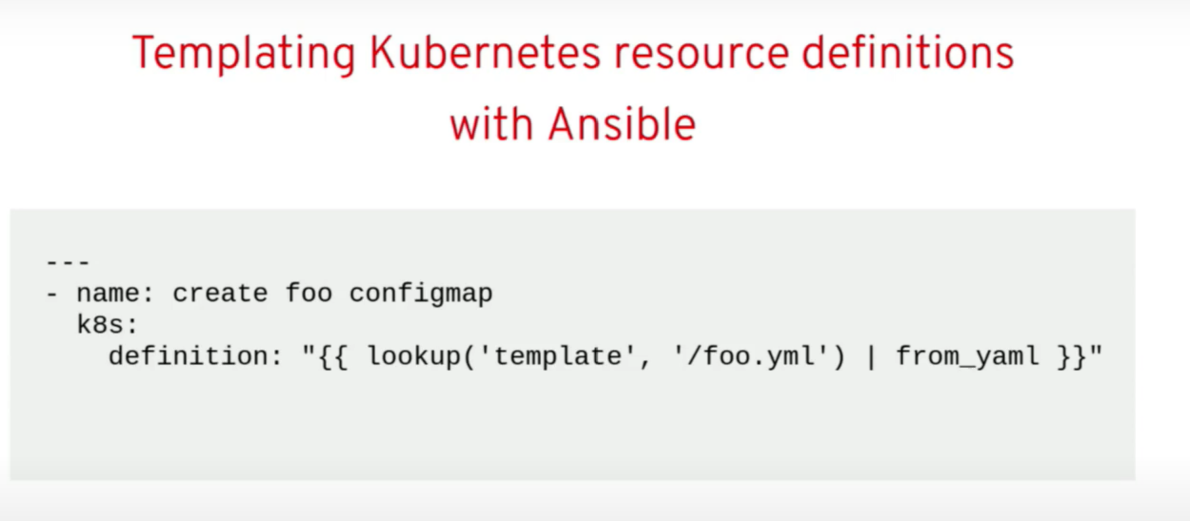 Templating Kubernetes resource definitions
with Ansible
---
- name: create foo configmap
  k8s:
    definition: "{{ lookup('template', '/foo.yml') | from_yaml }}"